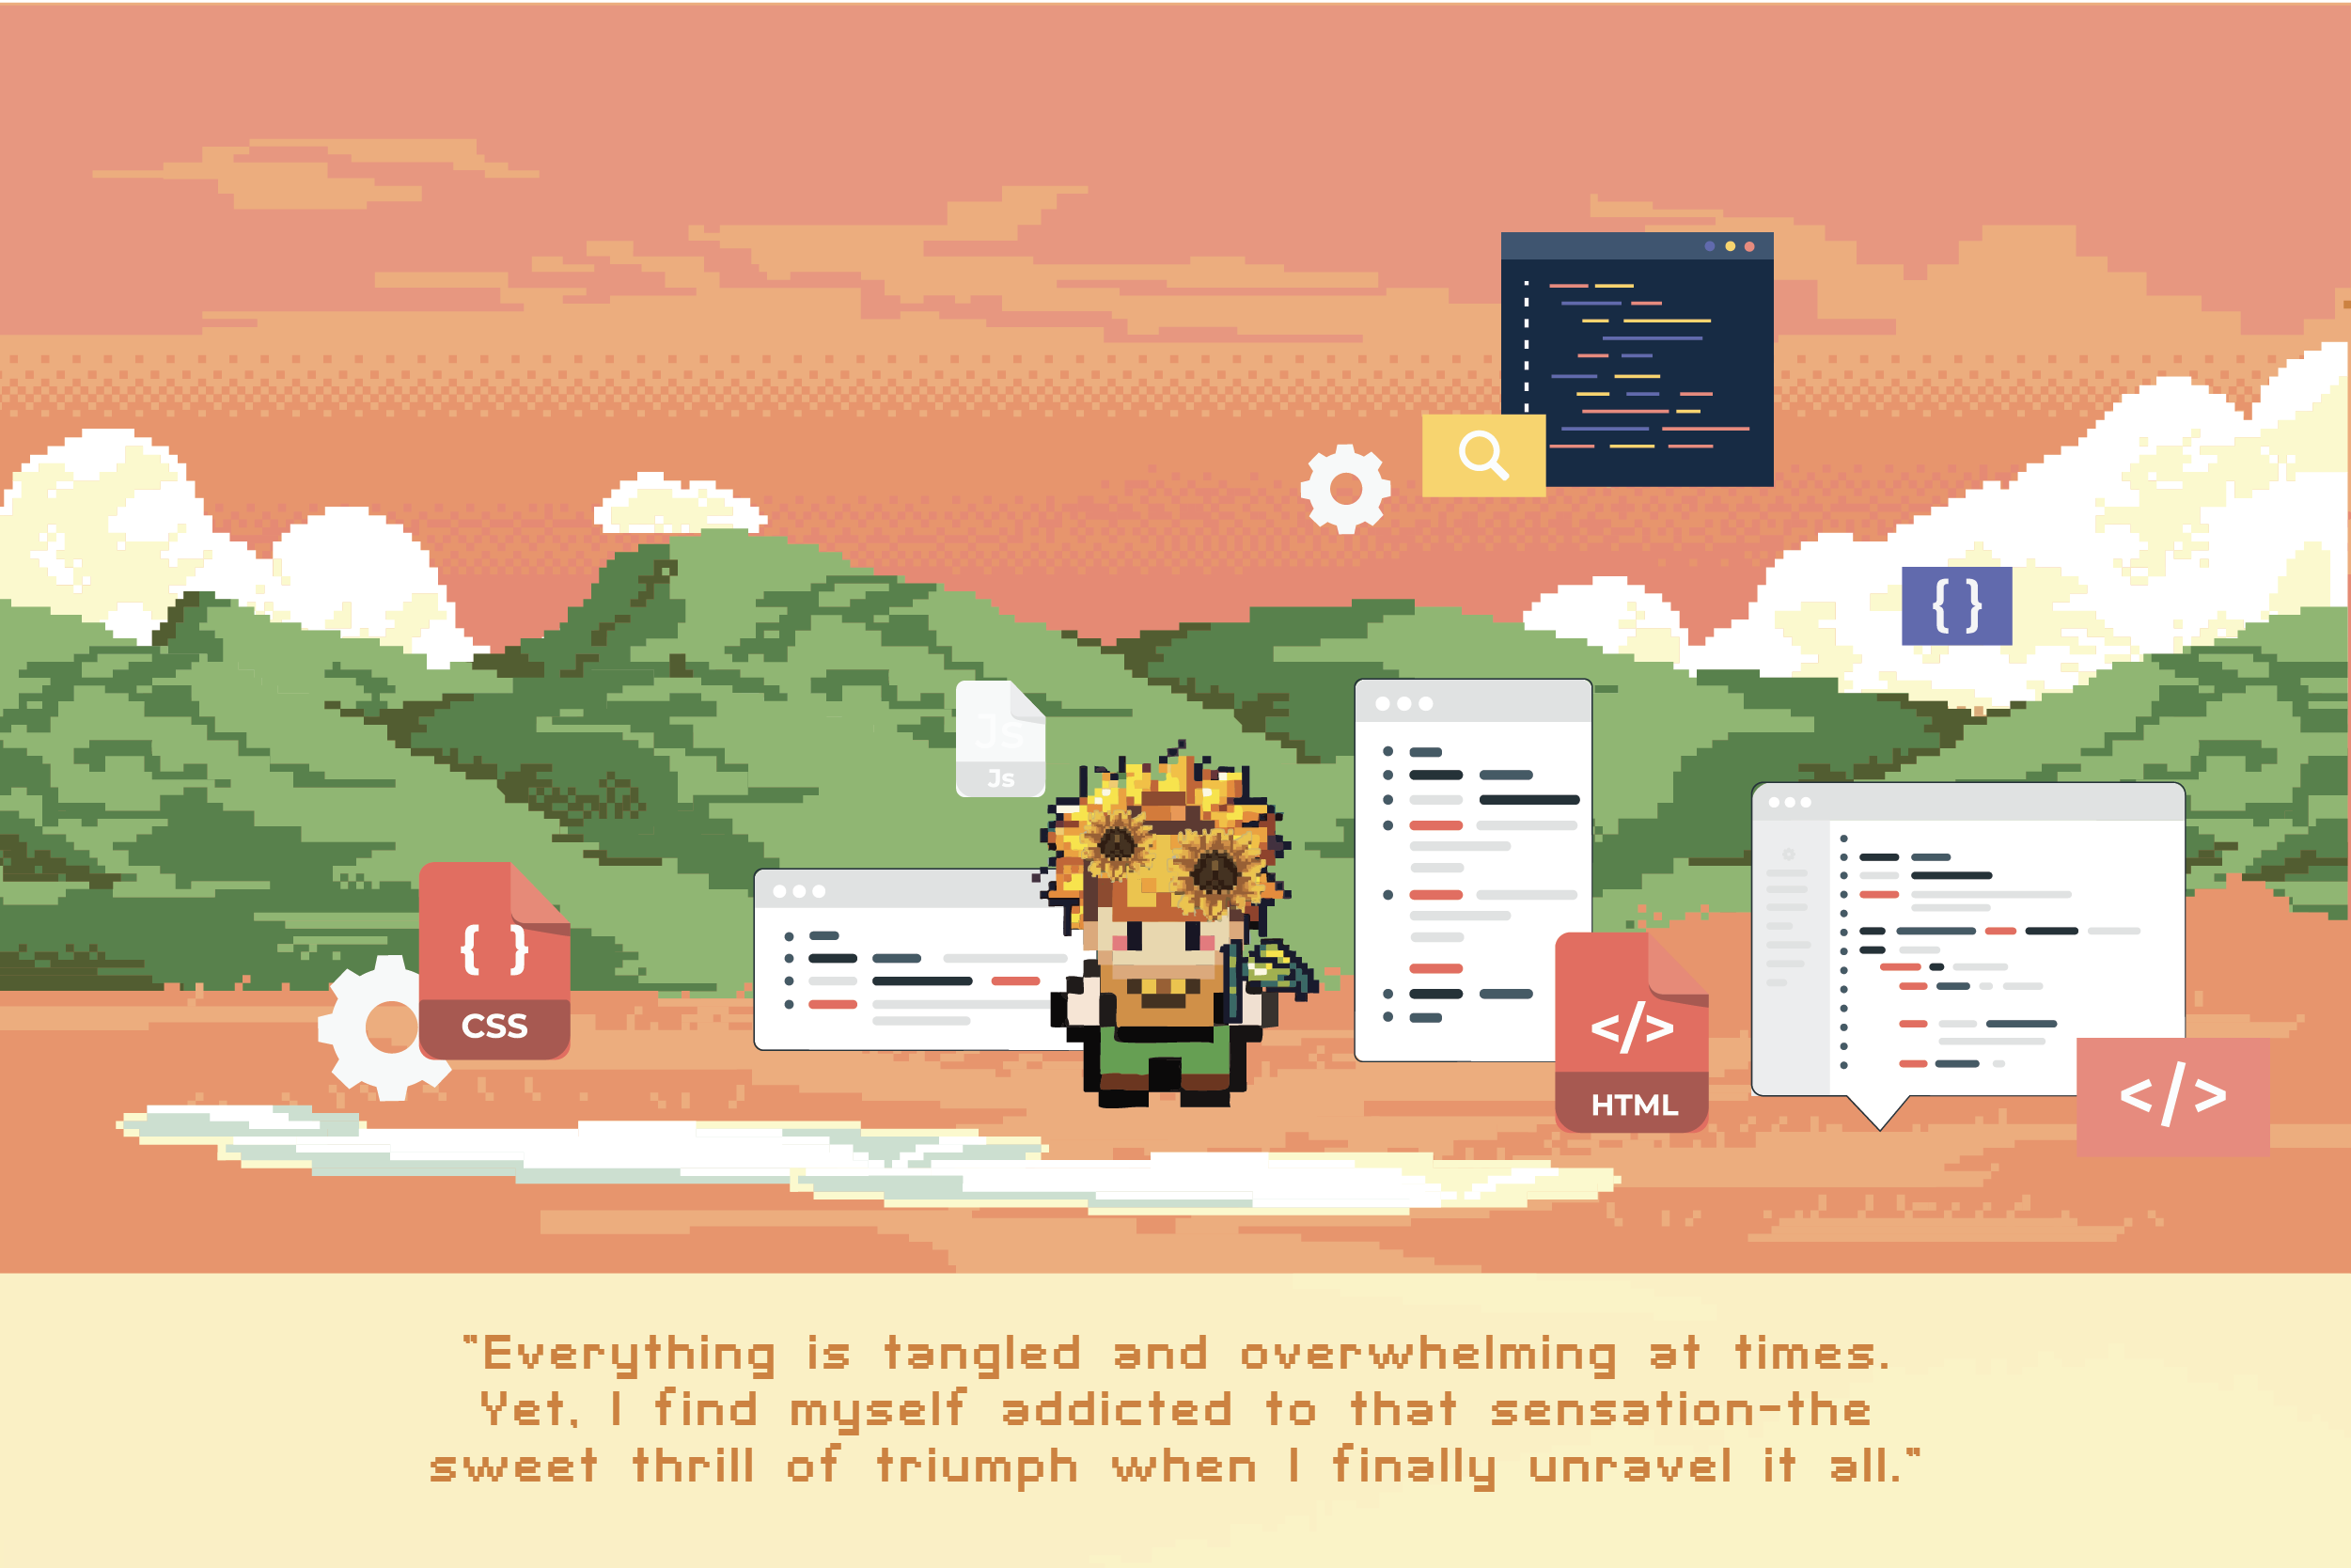 { }
Js
Js
{ }
CSS
</>
HTML
</>
"Everything is tangled and overwhelming at times.
Yet, I find myself addicted to that sensation-the
sweet thrill of triumph when I finally unravel it all."